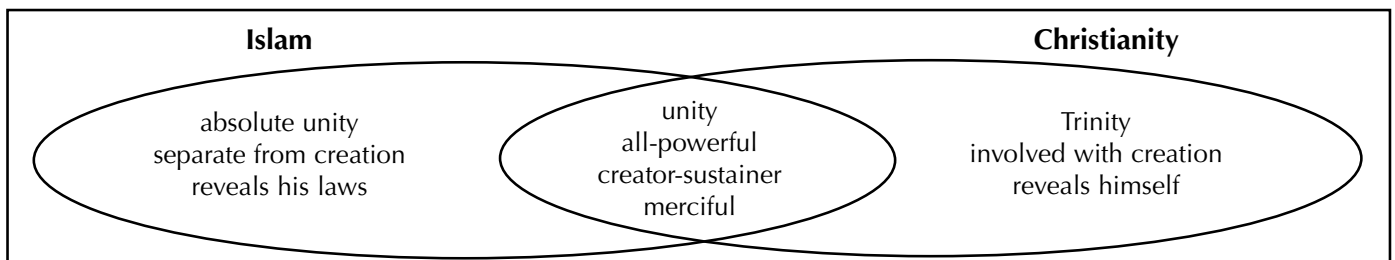 Islam
Christianity
absolute unity
separate from creation
reveals his laws
unity
all-powerful
creator-sustainer
merciful
Trinity
involved with creation
reveals himself